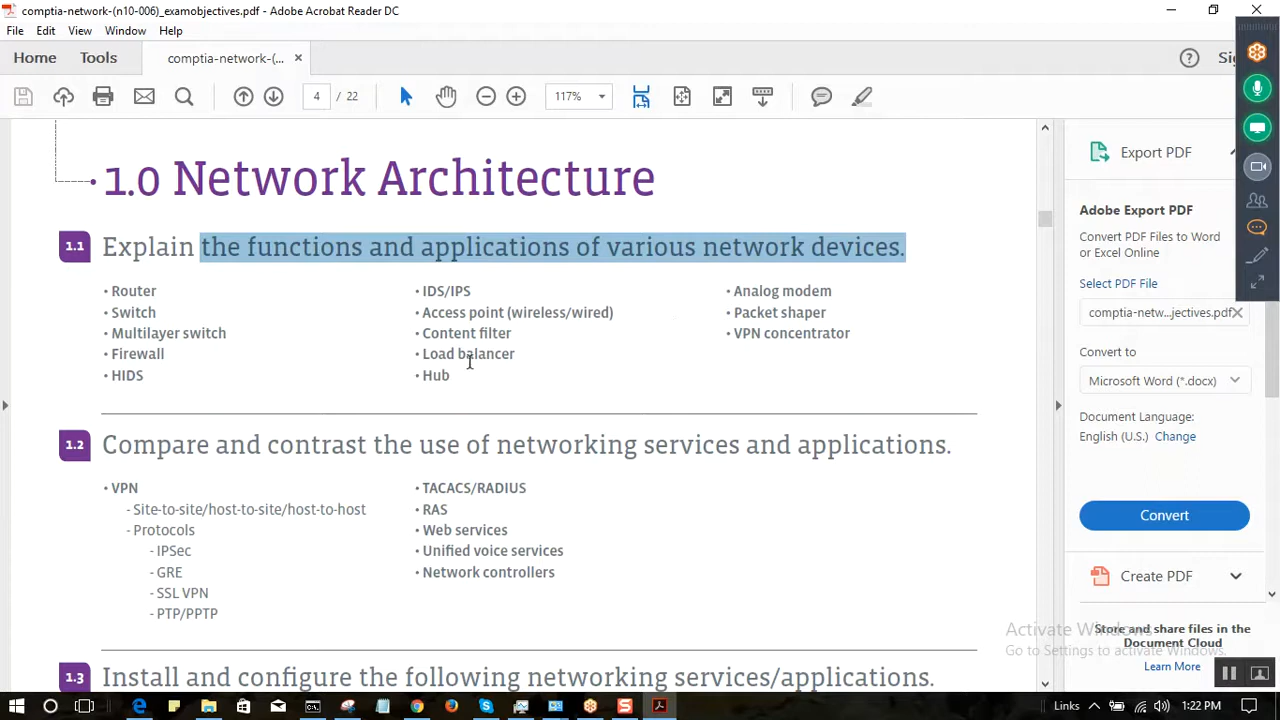 comptia-network-(n10-006)_examobjectives.pdf - Adobe Acrobat Reader DC
File Edit View Window Help
Home Tools comptia-network-(...
4 / 22
117%
1.0 Network Architecture
1.1 Explain the functions and applications of various network devices.
• Router
• Switch
• Multilayer switch
• Firewall
• HIDS
• IDS/IPS
• Access point (wireless/wired)
• Content filter
• Load balancer
• Hub
• Analog modem
• Packet shaper
• VPN concentrator
1.2 Compare and contrast the use of networking services and applications.
• VPN
- Site-to-site/host-to-site/host-to-host
- Protocols
- IPSec
- GRE
- SSL VPN
- PTP/PPTP
• TACACS/RADIUS
• RAS
• Web services
• Unified voice services
• Network controllers
1.3 Install and configure the following networking services/applications.
Export PDF
Adobe Export PDF
Convert PDF Files to Word
or Excel Online
Select PDF File
comptia-netw...jectives.pdf
Convert to
Microsoft Word (*.docx)
Document Language:
English (U.S.) Change
Convert
Create PDF
Activate Windows
Go to Settings to activate Windows.
Store and share files in the
Document Cloud
Learn More
Links
1:22 PM